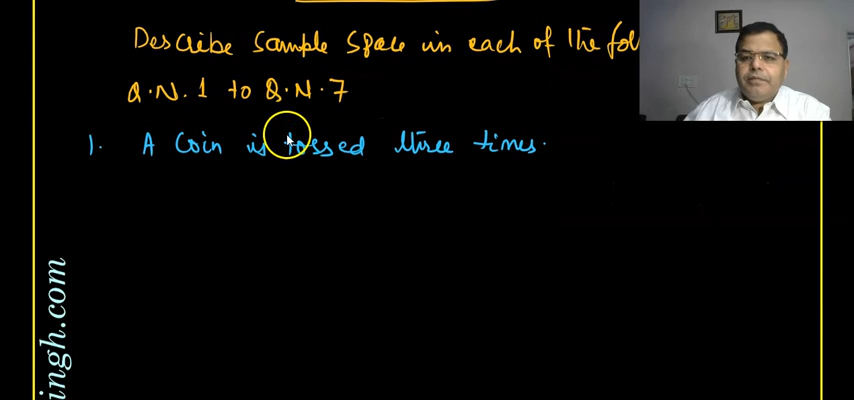 Describe Sample Space in each of the fol
Q.N. 1 to Q.N. 7
1. A Coin is tossed three times.
ingh.com